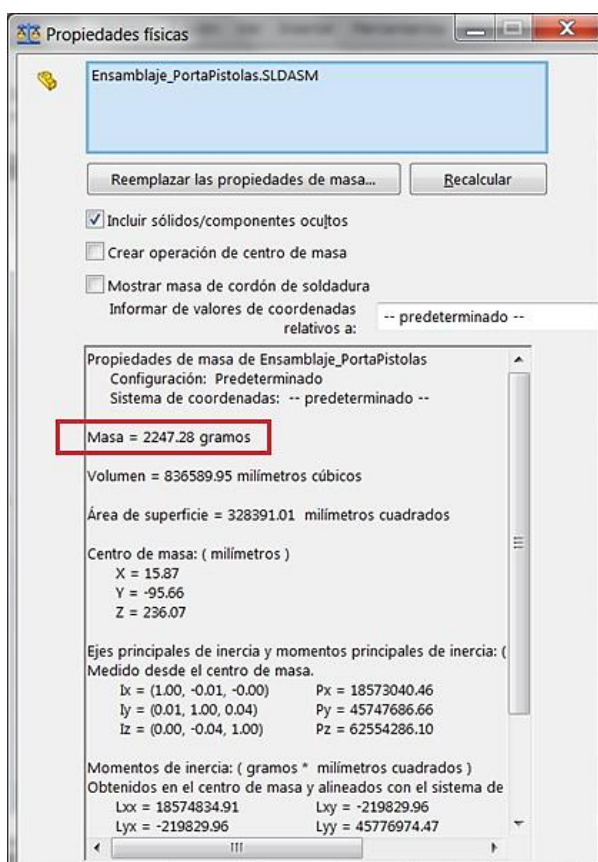 Propiedades físicas
Ensamblaje_PortaPistolas.SLDASM
Reemplazar las propiedades de masa... Recalcular
Incluir sólidos/componentes ocultos
Crear operación de centro de masa
Mostrar masa de cordón de soldadura
Informar de valores de coordenadas
relativos a: -- predeterminado --
Propiedades de masa de Ensamblaje_PortaPistolas
Configuración: Predeterminado
Sistema de coordenadas: -- predeterminado --
Masa = 2247.28 gramos
Volumen = 836589.95 milímetros cúbicos
Área de superficie = 328391.01 milímetros cuadrados
Centro de masa: ( milímetros )
X = 15.87
Y = -95.66
Z = 236.07
Ejes principales de inercia y momentos principales de inercia: (
Medido desde el centro de masa.
Ix = (1.00, -0.01, -0.00) Px = 18573040.46
Iy = (0.01, 1.00, 0.04) Py = 45747686.66
Iz = (0.00, -0.04, 1.00) Pz = 62554286.10
Momentos de inercia: ( gramos * milímetros cuadrados )
Obtenidos en el centro de masa y alineados con el sistema de
Lxx = 18574834.91 Lxy = -219829.96
Lyx = -219829.96 Lyy = 45776974.47